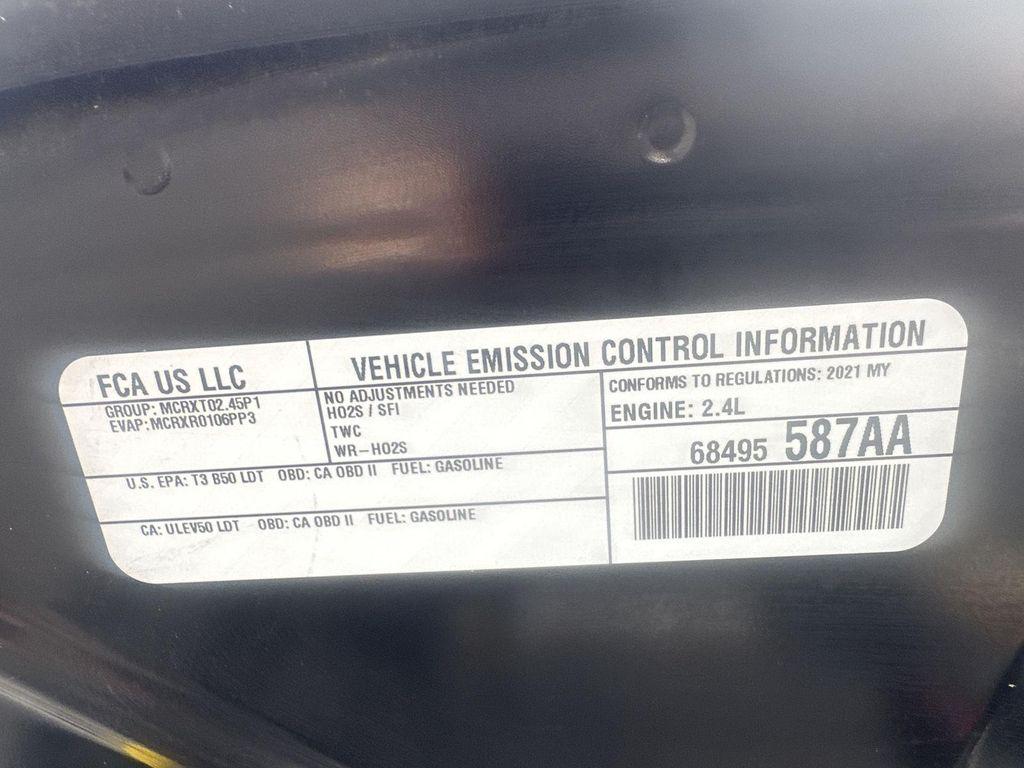 FCA US LLC
VEHICLE EMISSION CONTROL INFORMATION
GROUP: MCRXT02.45P1
EVAP: MCRXR0106PP3
NO ADJUSTMENTS NEEDED
HO2S / SFI
TWC
WR-HO2S
CONFORMS TO REGULATIONS: 2021 MY
ENGINE: 2.4L
68495 587AA
U.S. EPA: T3 B50 LDT OBD: CA OBD II FUEL: GASOLINE
CA: ULEV50 LDT OBD: CA OBD II FUEL: GASOLINE